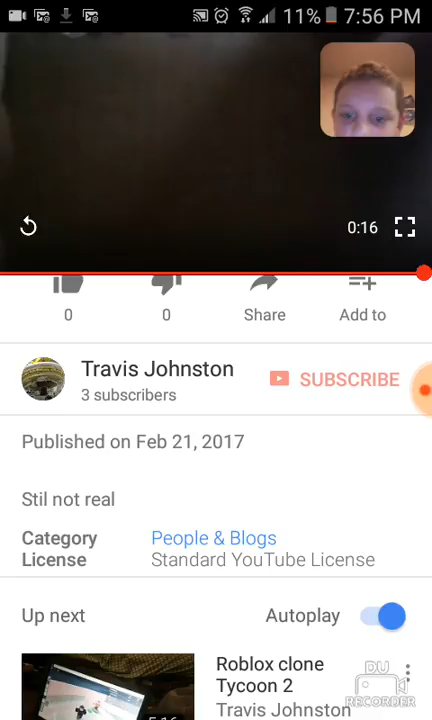 11% 7:56 PM
0:16
0 0 Share Add to
Travis Johnston
3 subscribers
SUBSCRIBE
Published on Feb 21, 2017
Stil not real
Category People & Blogs
License Standard YouTube License
Up next Autoplay
Roblox clone
Tycoon 2
Travis Johnston
5:16
DU
RECORDER